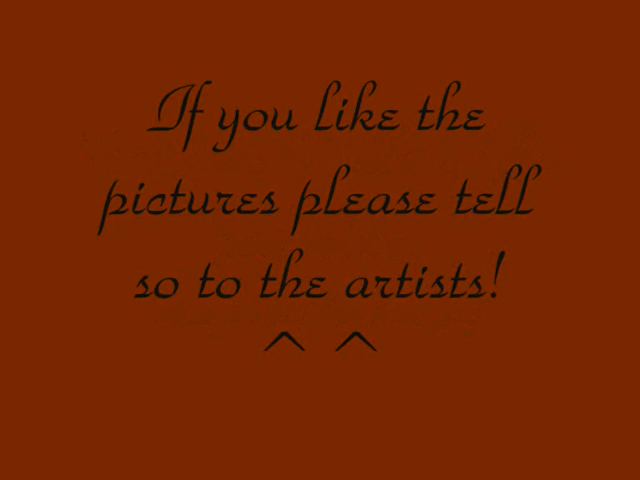 If you like the
pictures please tell
so to the artists!
^ ^